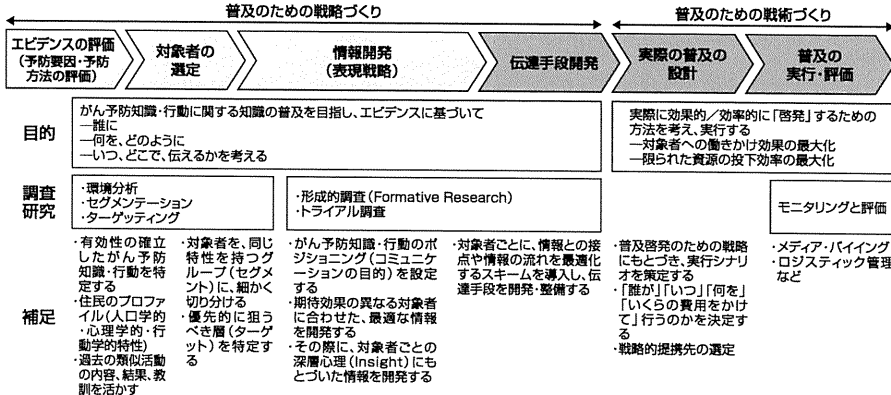 普及のための戦略づくり
普及のための戦術づくり
エビデンスの評価
(予防要因・予防
方法の評価)
対象者の
選定
情報開発
(表現戦略)
伝達手段開発
実際の普及の
設計
普及の
実行・評価
目的
がん予防知識・行動に関する知識の普及を目指し、エビデンスに基づいて
―誰に
―何を、どのように
―いつ、どこで、伝えるかを考える
実際に効果的/効率的に「啓発」するための
方法を考え、実行する
―対象者への働きかけ効果の最大化
―限られた資源の投下効率の最大化
調査
研究
・環境分析
・セグメンテーション
・ターゲッティング
・形成的調査(Formative Research)
・トライアル調査
モニタリングと評価
補足
・有効性の確立
したがん予防
知識・行動を特
定する
・住民のプロファ
イル(人口学的
・心理学的・行
動学的特性)
・過去の類似活動
の内容、結果、教
訓を活かす
・対象者を、同じ
特性を持つグ
ループ(セグメ
ント)に、細かく
切り分ける
・優先的に狙う
べき層(ターゲ
ット)を特定す
る
・がん予防知識・行動のポ
ジショニング(コミュニ
ケーションの目的)を設
定する
・期待効果の異なる対象者
に合わせた、最適な情報
を開発する
・その際に、対象者ごとの
深層心理(Insight)にも
とづいた情報を開発する
・対象者ごとに、情報との接
点や情報の流れを最適化
するスキームを導入し、伝
達手段を開発・整備する
・普及啓発のための戦略
にもとづき、実行シナリ
オを策定する
・「誰が」「いつ」「何を」
「いくらの費用をかけ
て」行うのかを決定す
る
・戦略的提携先の選定
・メディア・バイイング
・ロジスティック管理
など